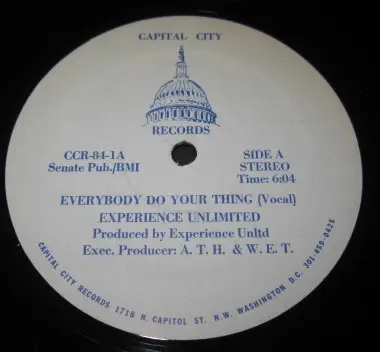 CAPITAL CITY
RECORDS
CCR-84-1A
Senate Pub./BMI
SIDE A
STEREO
Time: 6:04
EVERYBODY DO YOUR THING (Vocal)
EXPERIENCE UNLIMITED
Produced by Experience Unltd
Exec. Producer: A. T. H. & W. E. T.
CAPITAL CITY RECORDS 1716 N. CAPITOL ST. N.W. WASHINGTON D.C. 301-459-0425